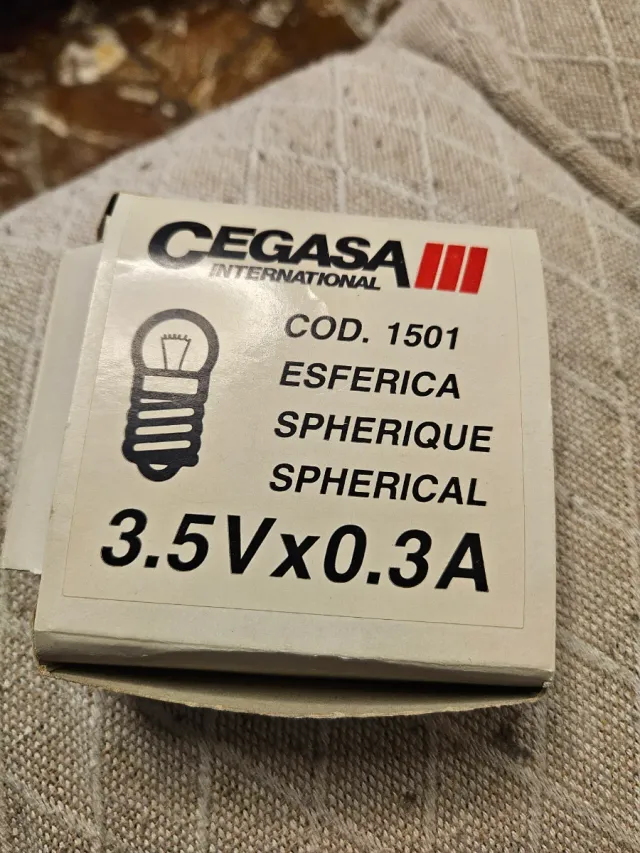 CEGASA
INTERNATIONAL
COD. 1501
ESFERICA
SPHERIQUE
SPHERICAL
3.5Vx0.3A